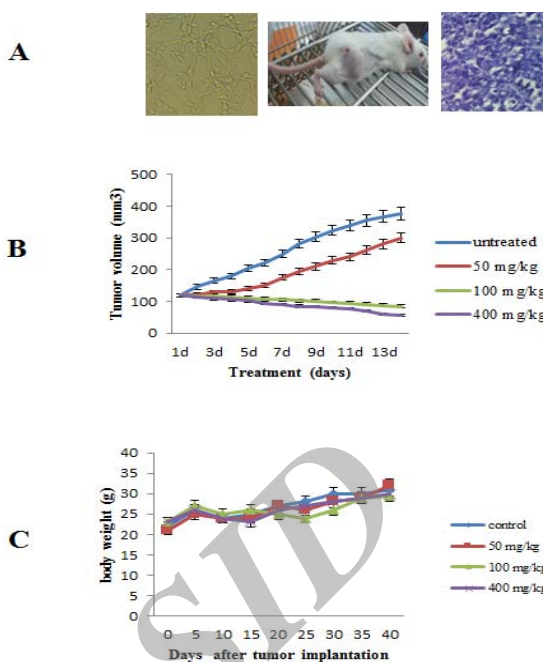 A
B
500
400
300
200
100
0
Tumor volume (mm3)
1d 3d 5d 7d 9d 11d 13d
Treatment (days)
untreated
50 mg/kg
100 mg/kg
400 mg/kg
C
40
35
30
25
20
15
10
5
0
body weight (g)
0 5 10 15 20 25 30 35 40
Days after tumor implantation
control
50 mg/kg
100 mg/kg
400 mg/kg
SID